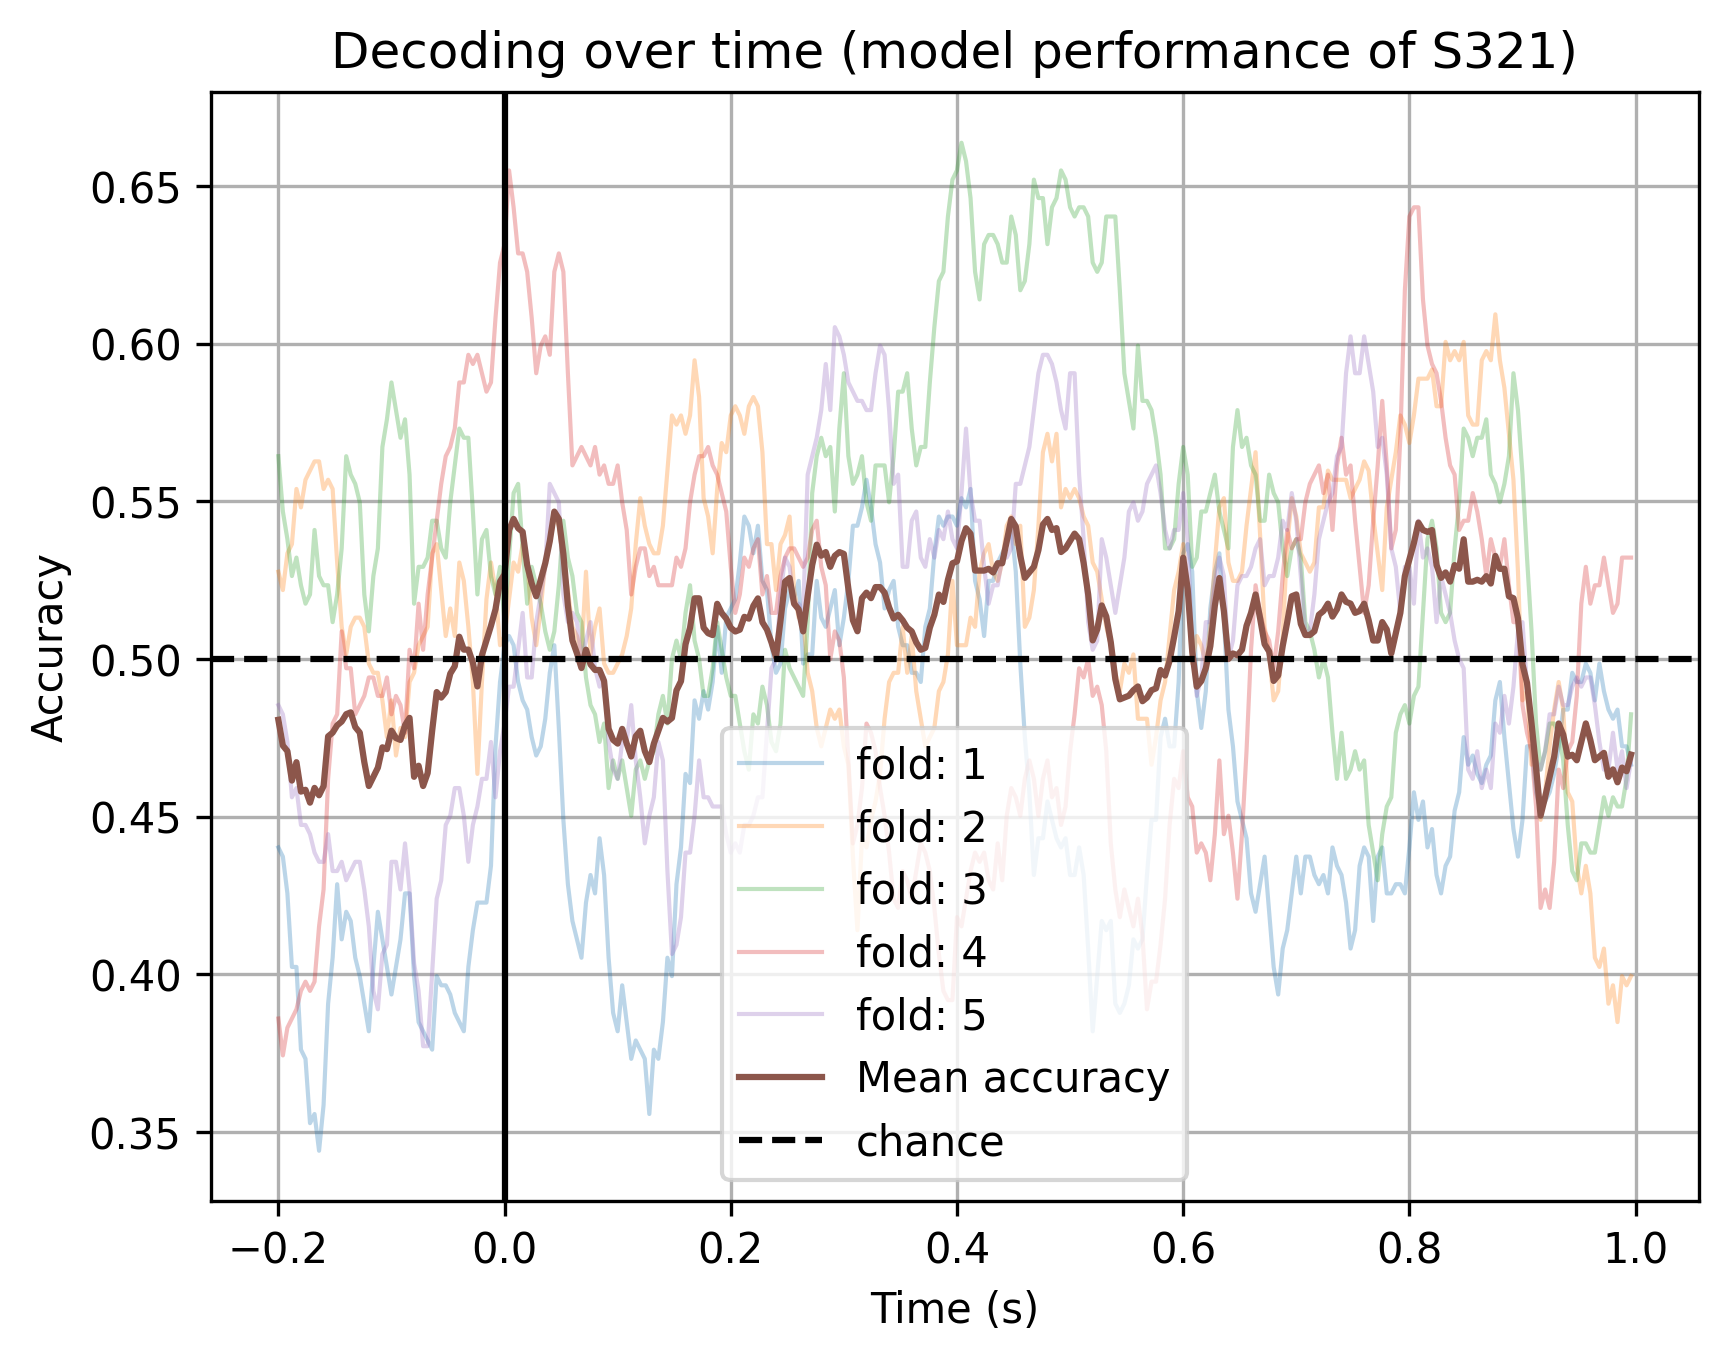 Decoding over time (model performance of S321)
Accuracy
0.65
0.60
0.55
0.50
0.45
0.40
0.35
fold: 1
fold: 2
fold: 3
fold: 4
fold: 5
Mean accuracy
chance
−0.2 0.0 0.2 0.4 0.6 0.8 1.0
Time (s)